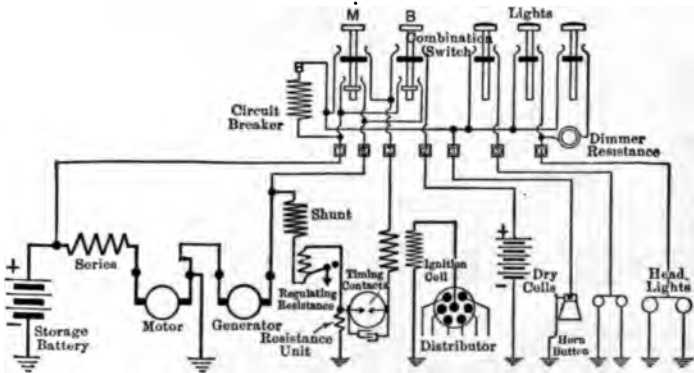 M
B
Lights
Combination
Switch
Circuit
Breaker
Dimmer
Resistance
Shunt
+
Series
Timing
Contacts
Ignition
Coil
+
Dry
Cells
Head
Lights
Regulating
Resistance
-
Motor
Generator
-
Storage
Battery
Resistance
Unit
Distributor
Horn
Button